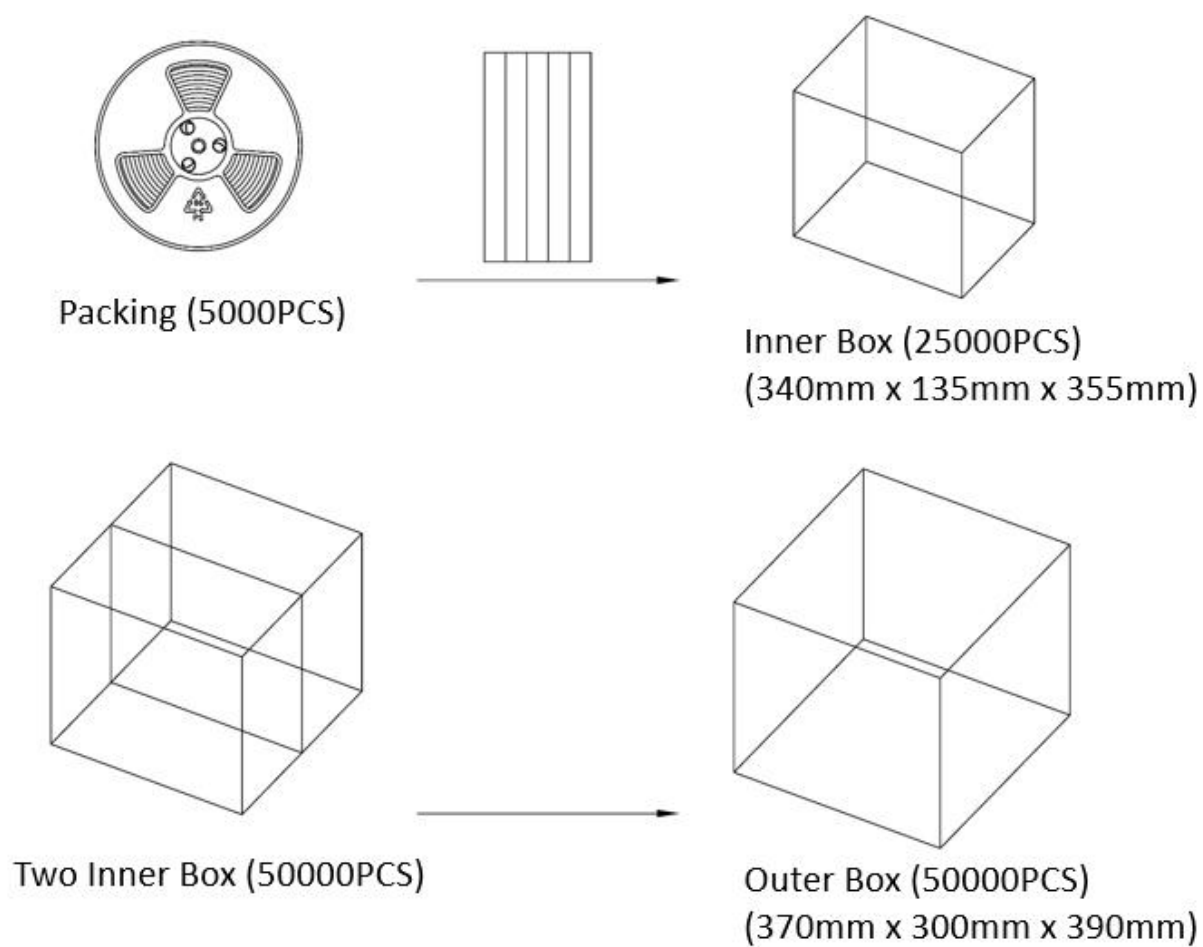 Packing (5000PCS)
Inner Box (25000PCS)
(340mm x 135mm x 355mm)
Two Inner Box (50000PCS)
Outer Box (50000PCS)
(370mm x 300mm x 390mm)